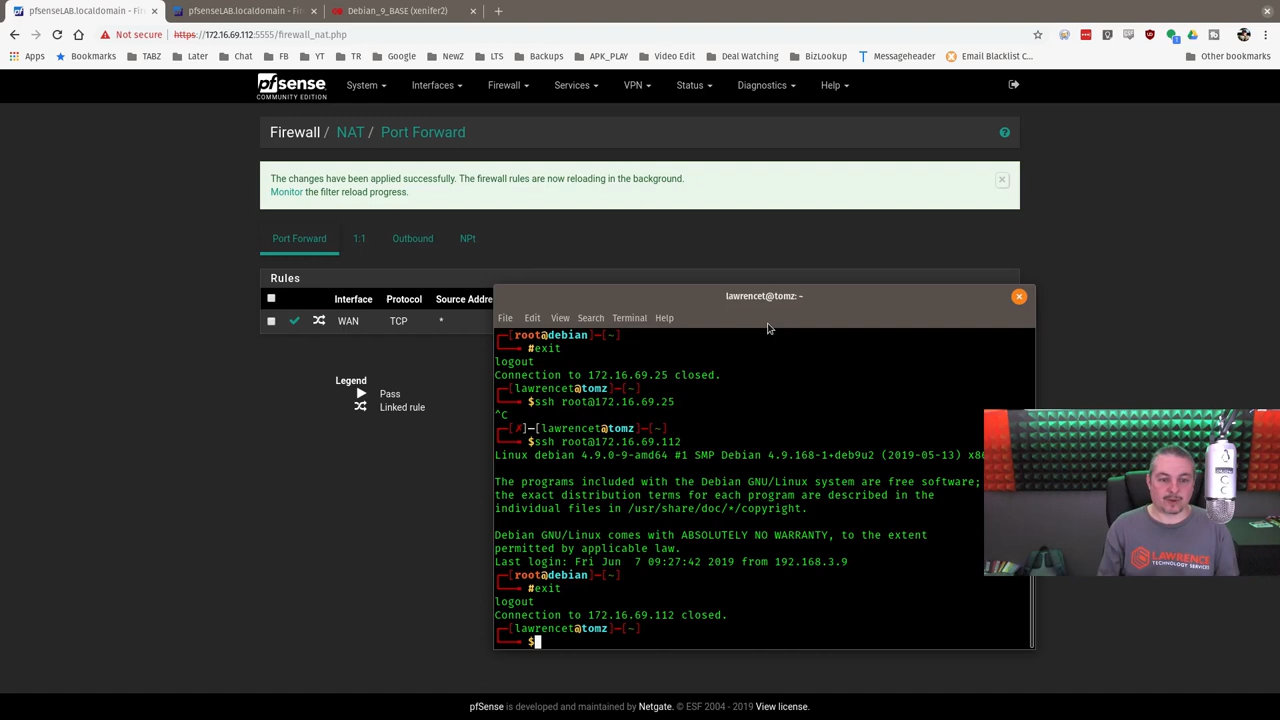 pfsenseLAB.localdomain - Fir
pfsenseLAB.localdomain - Fir
Debian_9_BASE (xenifer2)
Not secure
https://172.16.69.112:5555/firewall_nat.php
Apps
Bookmarks
TABZ
Later
Chat
FB
YT
TR
Google
NewZ
LTS
Backups
APK_PLAY
Video Edit
Deal Watching
BizLookup
Messageheader
Email Blacklist C
Other bookmarks
pfsense
COMMUNITY EDITION
System
Interfaces
Firewall
Services
VPN
Status
Diagnostics
Help
Firewall / NAT / Port Forward
The changes have been applied successfully. The firewall rules are now reloading in the background.
Monitor the filter reload progress.
Port Forward
1:1
Outbound
NPt
Rules
Interface Protocol Source Addre
WAN TCP *
Legend
Pass
Linked rule
lawrencet@tomz: ~
File Edit View Search Terminal Help
[root@debian]-[~]
#exit
logout
Connection to 172.16.69.25 closed.
[lawrencet@tomz]-[~]
$ssh root@172.16.69.25
^C
[✗]-[lawrencet@tomz]-[~]
$ssh root@172.16.69.112
Linux debian 4.9.0-9-amd64 #1 SMP Debian 4.9.168-1+deb9u2 (2019-05-13) x86
The programs included with the Debian GNU/Linux system are free software;
the exact distribution terms for each program are described in the
individual files in /usr/share/doc/*/copyright.
Debian GNU/Linux comes with ABSOLUTELY NO WARRANTY, to the extent
permitted by applicable law.
Last login: Fri Jun 7 09:27:42 2019 from 192.168.3.9
[root@debian]-[~]
#exit
logout
Connection to 172.16.69.112 closed.
[lawrencet@tomz]-[~]
$
LAWRENCE
TECHNOLOGY SERVICES
pfSense is developed and maintained by Netgate. © ESF 2004 - 2019 View license.